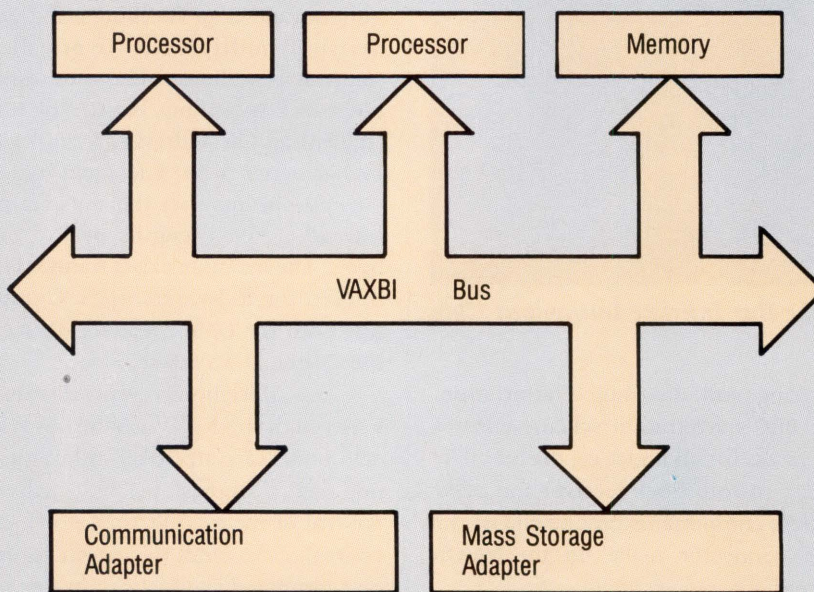 Processor
Processor
Memory
VAXBI Bus
Communication
Adapter
Mass Storage
Adapter